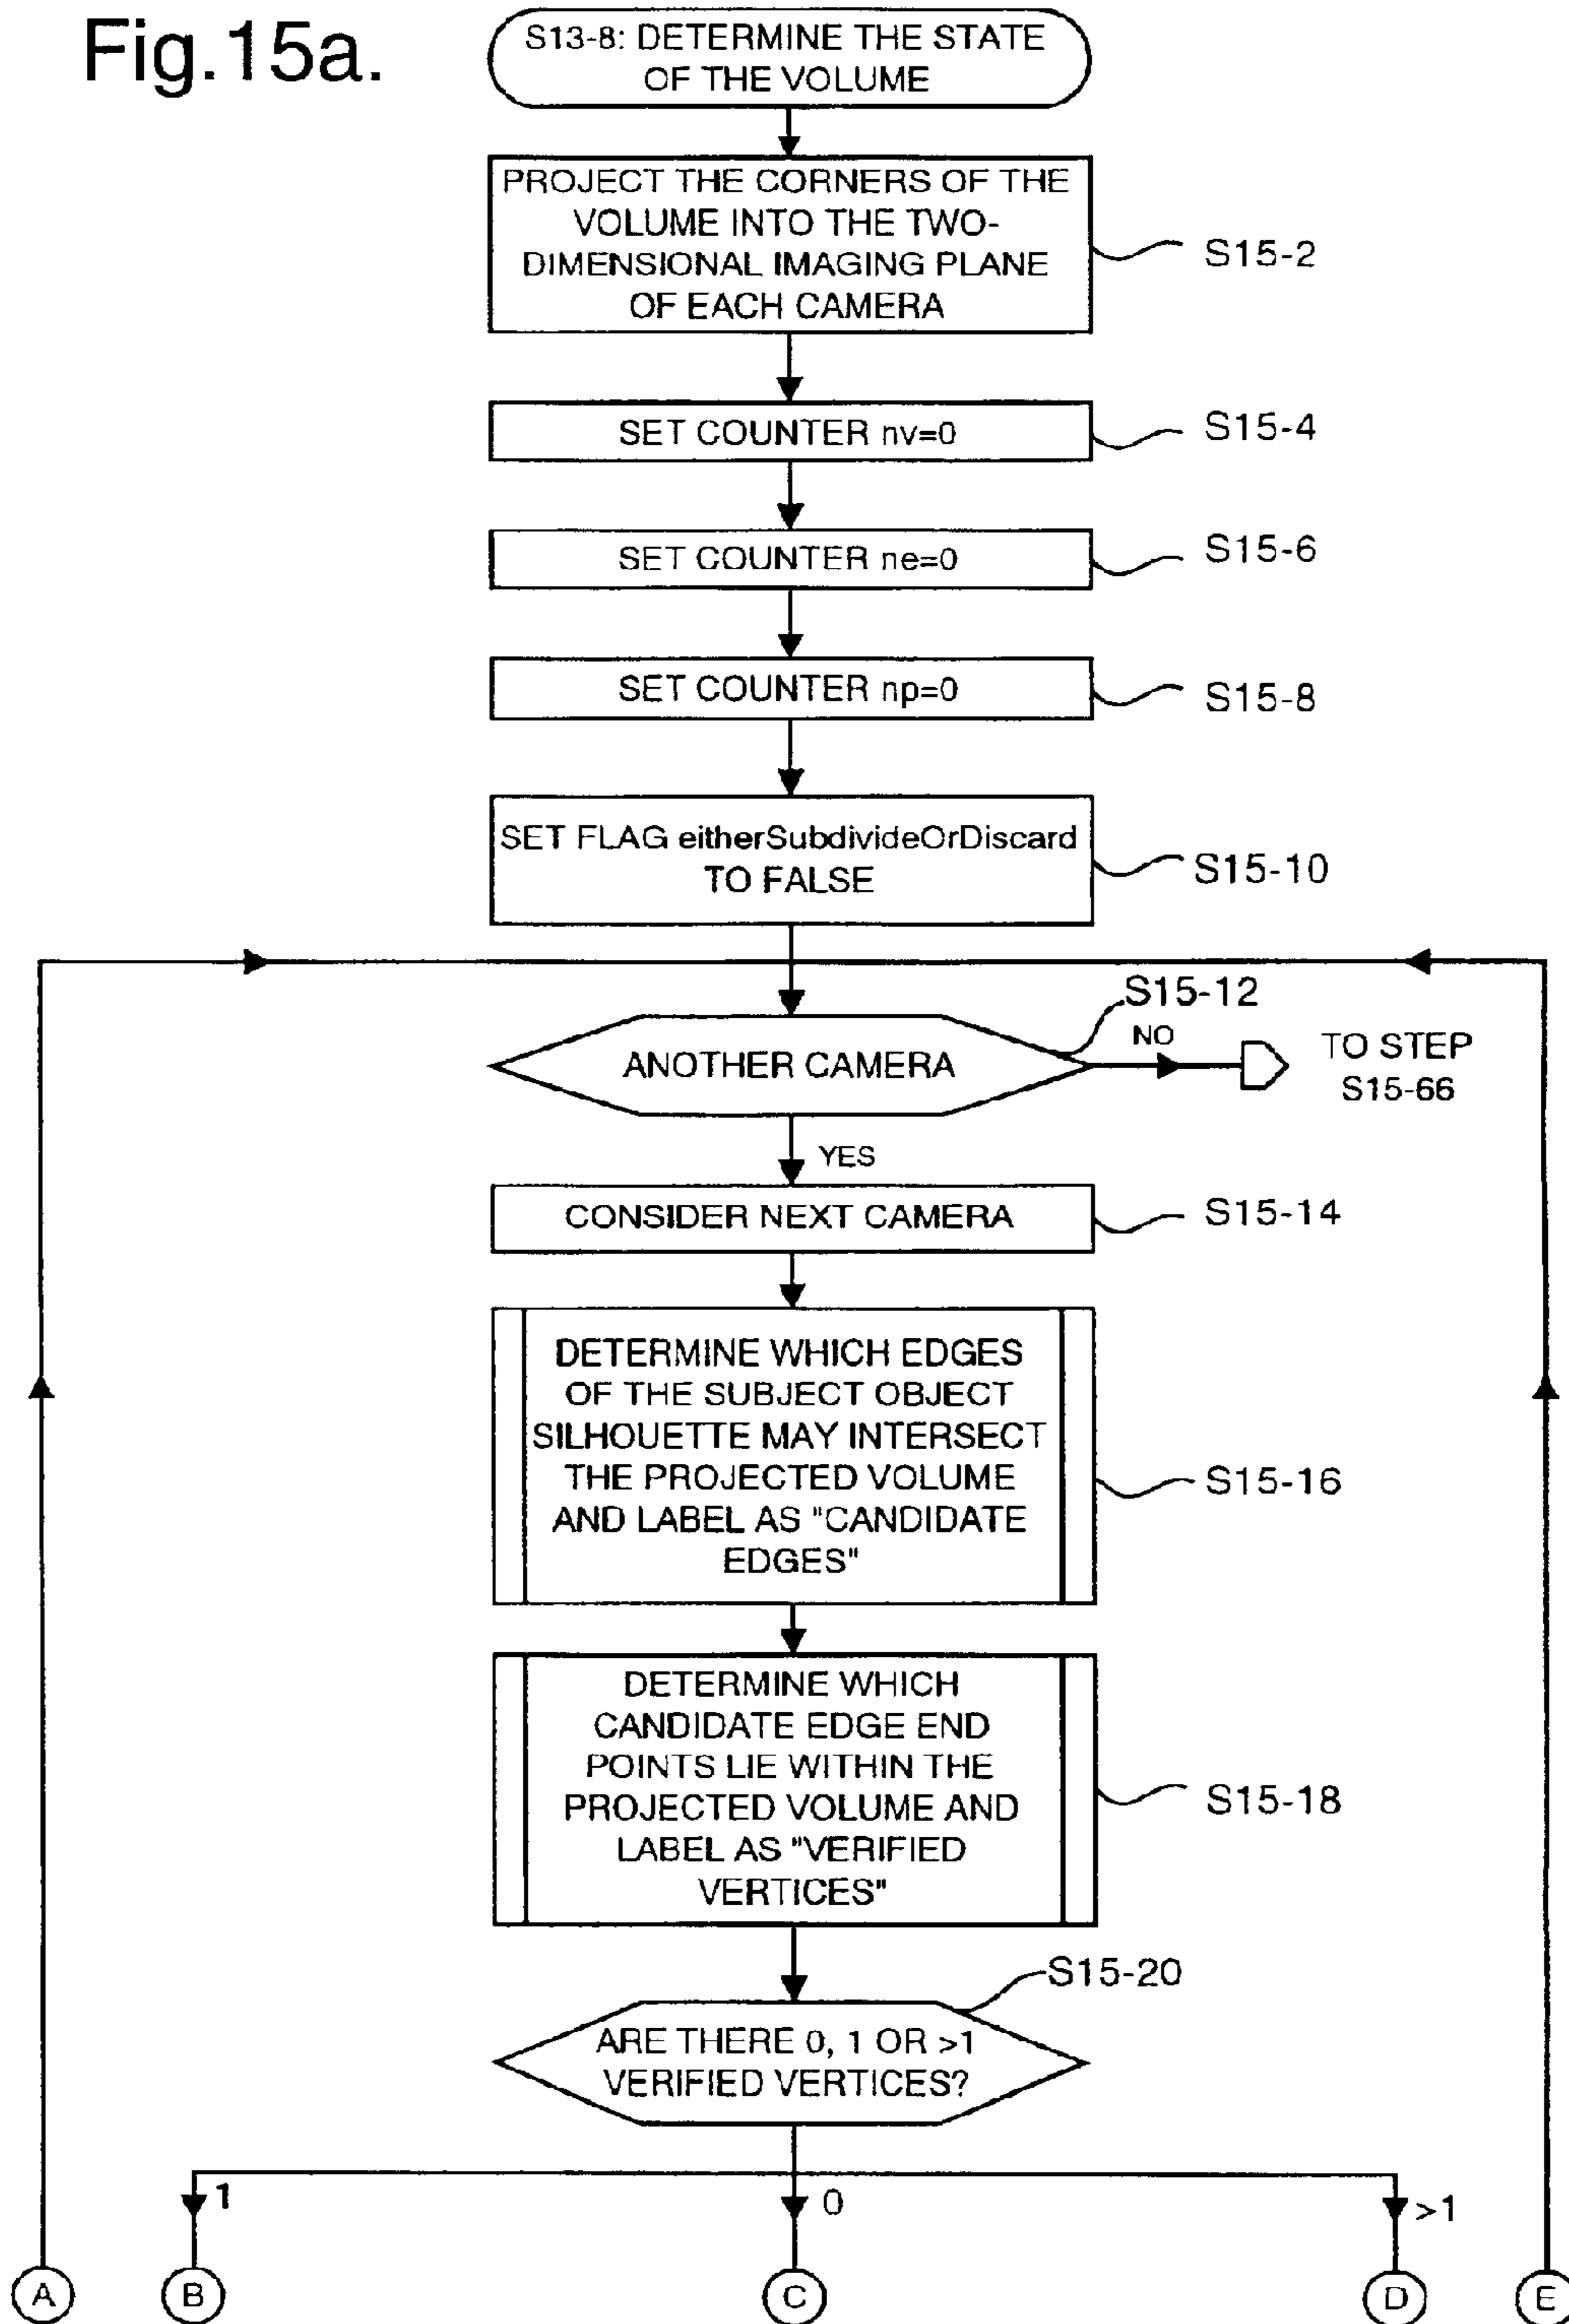 Fig.15a.
S13-8: DETERMINE THE STATE
OF THE VOLUME
PROJECT THE CORNERS OF THE
VOLUME INTO THE TWO-
DIMENSIONAL IMAGING PLANE
OF EACH CAMERA
S15-2
SET COUNTER nv=0
S15-4
SET COUNTER ne=0
S15-6
SET COUNTER np=0
S15-8
SET FLAG eitherSubdivideOrDiscard
TO FALSE
S15-10
S15-12
ANOTHER CAMERA
NO
TO STEP
S15-66
YES
CONSIDER NEXT CAMERA
S15-14
DETERMINE WHICH EDGES
OF THE SUBJECT OBJECT
SILHOUETTE MAY INTERSECT
THE PROJECTED VOLUME
AND LABEL AS "CANDIDATE
EDGES"
S15-16
DETERMINE WHICH
CANDIDATE EDGE END
POINTS LIE WITHIN THE
PROJECTED VOLUME AND
LABEL AS "VERIFIED
VERTICES"
S15-18
S15-20
ARE THERE 0, 1 OR >1
VERIFIED VERTICES?
1
0
>1
A
B
C
D
E